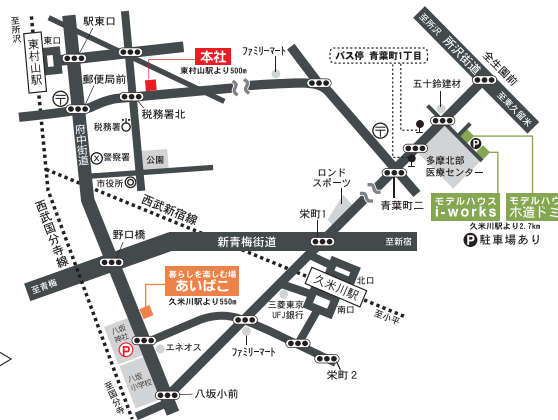 至所沢
駅東口
東口
東村山駅
本社
東村山駅より500m
ファミリーマート
郵便局前
〒
税務署北
税務署
府中街道
警察署
公園
市役所
バス停 青葉町1丁目
至所沢
所沢街道
全生園前
至東久留米
五十鈴建材
〒
P
多摩北部
医療センター
青葉町二
モデルハウス
i-works
モデルハウス
木造ドミ
久米川駅より2.7km
P駐車場あり
ロンド
スポーツ
栄町1
西武新宿線
西武国分寺線
野口橋
新青梅街道
至新宿
至青梅
暮らしを楽しむ場
あいばこ
久米川駅より550m
北口
久米川駅
南口
至小平
三菱東京
UFJ銀行
八坂
神社
P
エネオス
ファミリーマート
八坂
小学校
栄町2
八坂小前
至国分寺